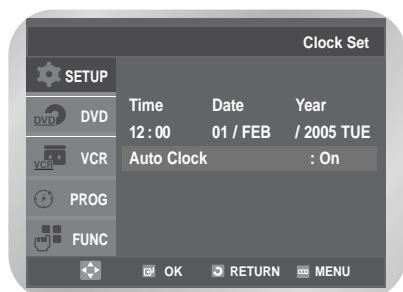 Clock Set
SETUP
DVD DVD
VCR VCR
PROG
FUNC
Time Date Year
12 : 00 01 / FEB / 2005 TUE
Auto Clock : On
OK RETURN MENU